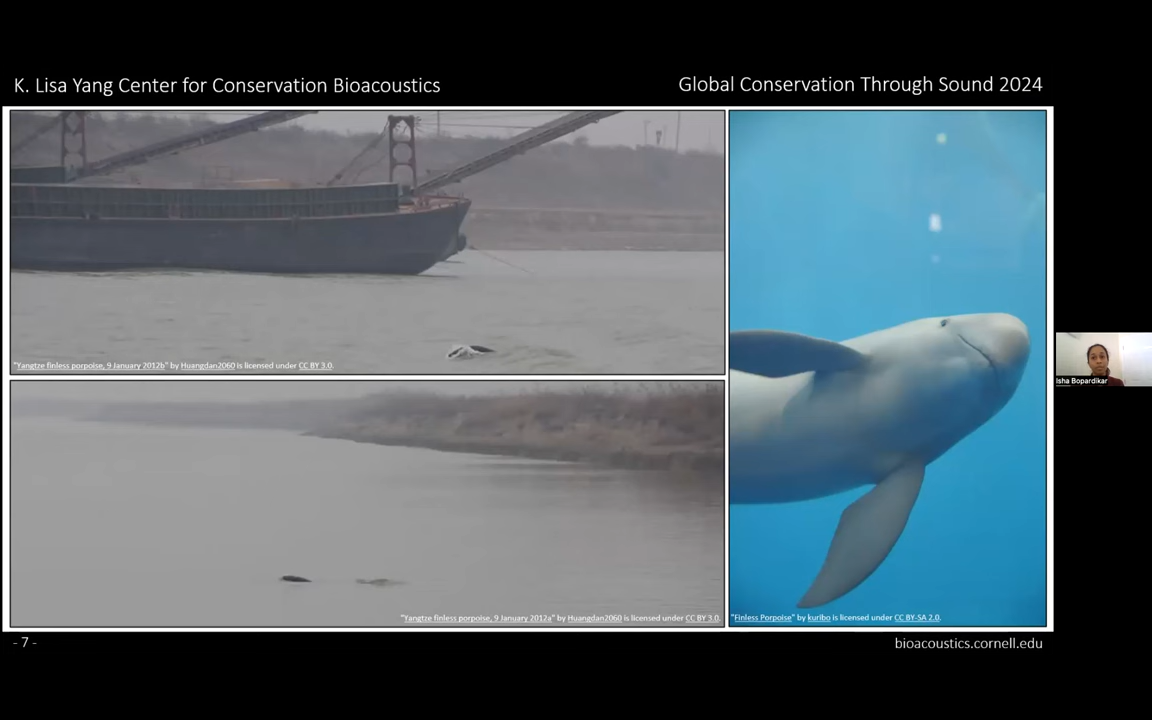 K. Lisa Yang Center for Conservation Bioacoustics
Global Conservation Through Sound 2024
"Yangtze finless porpoise, 9 January 2012b" by Huangdan2060 is licensed under CC BY 3.0.
"Yangtze finless porpoise, 9 January 2012a" by Huangdan2060 is licensed under CC BY 3.0.
"Finless Porpoise" by kuribo is licensed under CC BY-SA 2.0.
Isha Bopardikar
- 7 -
bioacoustics.cornell.edu